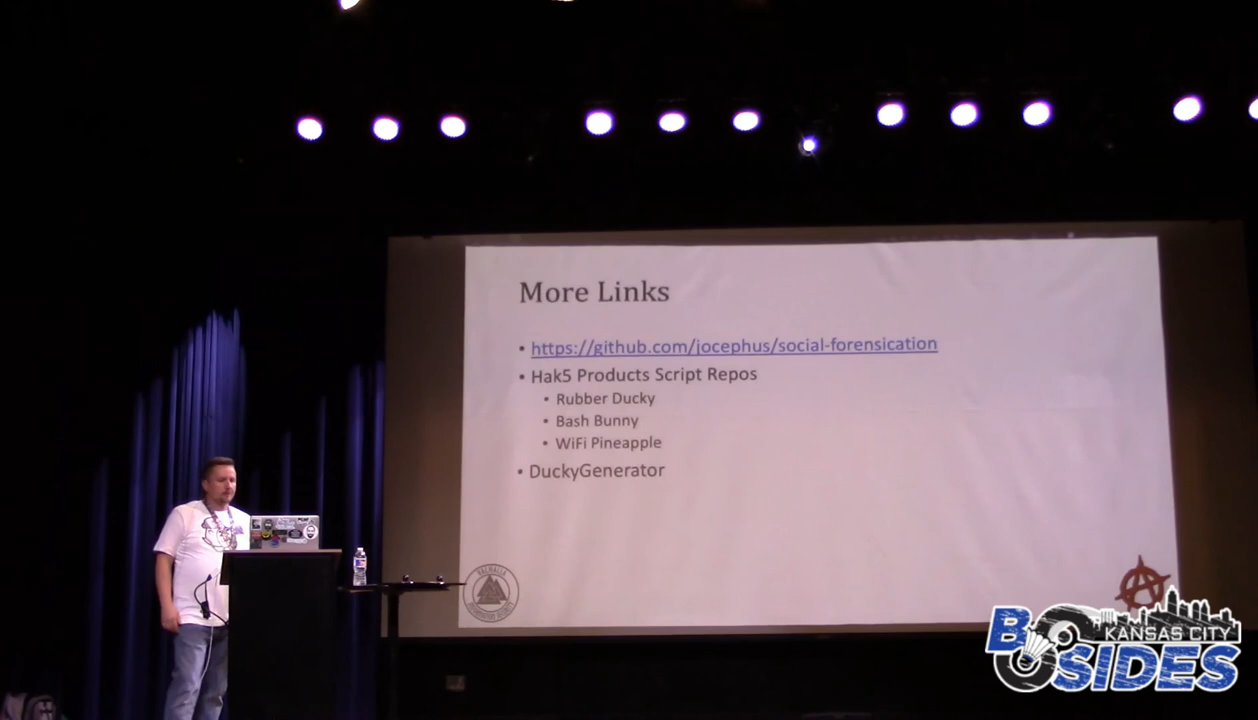 More Links
• https://github.com/jocephus/social-forensication
• Hak5 Products Script Repos
• Rubber Ducky
• Bash Bunny
• WiFi Pineapple
• DuckyGenerator
VALHALLA
KANSAS CITY
BSIDES